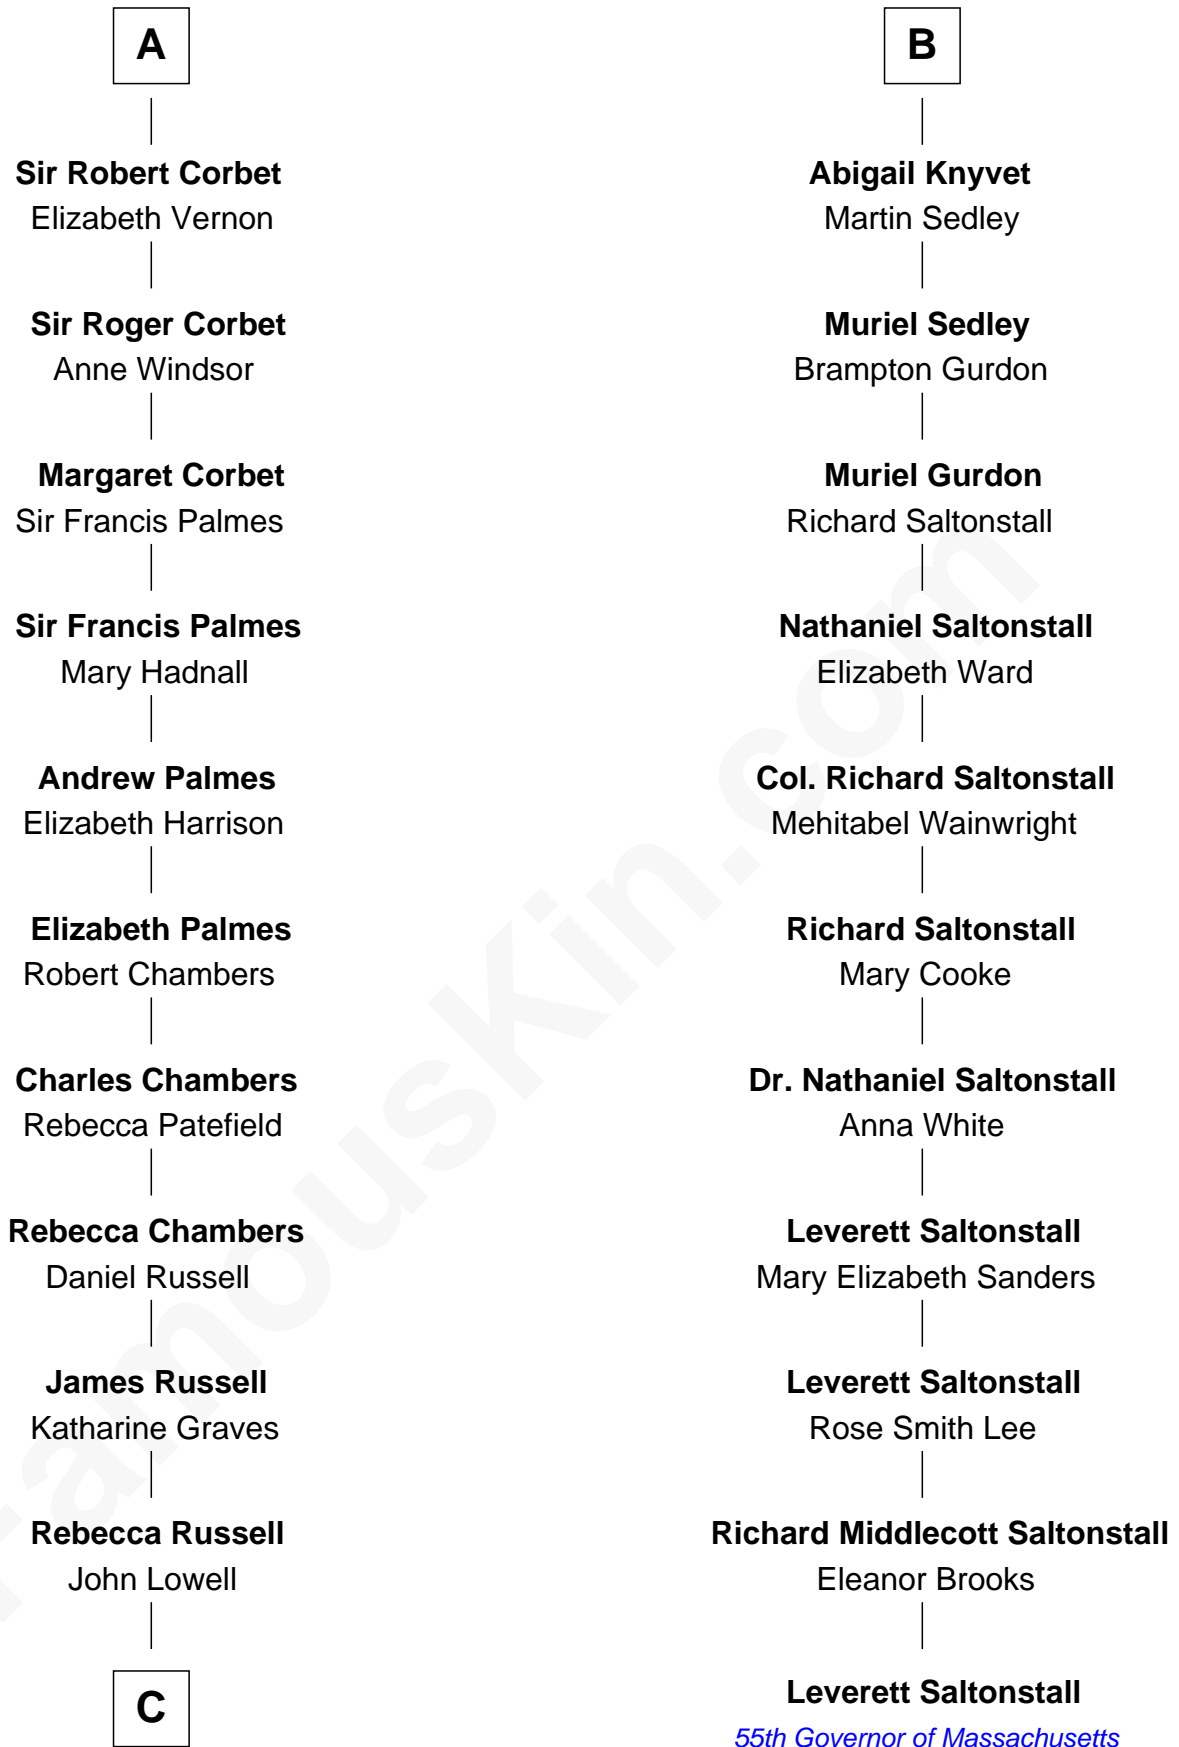 A
Sir Robert Corbet
Elizabeth Vernon
Sir Roger Corbet
Anne Windsor
Margaret Corbet
Sir Francis Palmes
Sir Francis Palmes
Mary Hadnall
Andrew Palmes
Elizabeth Harrison
Elizabeth Palmes
Robert Chambers
Charles Chambers
Rebecca Patefield
Rebecca Chambers
Daniel Russell
James Russell
Katharine Graves
Rebecca Russell
John Lowell
C
B
Abigail Knyvet
Martin Sedley
Muriel Sedley
Brampton Gurdon
Muriel Gurdon
Richard Saltonstall
Nathaniel Saltonstall
Elizabeth Ward
Col. Richard Saltonstall
Mehitabel Wainwright
Richard Saltonstall
Mary Cooke
Dr. Nathaniel Saltonstall
Anna White
Leverett Saltonstall
Mary Elizabeth Sanders
Leverett Saltonstall
Rose Smith Lee
Richard Middlecott Saltonstall
Eleanor Brooks
Leverett Saltonstall
55th Governor of Massachusetts
FamousKin.com